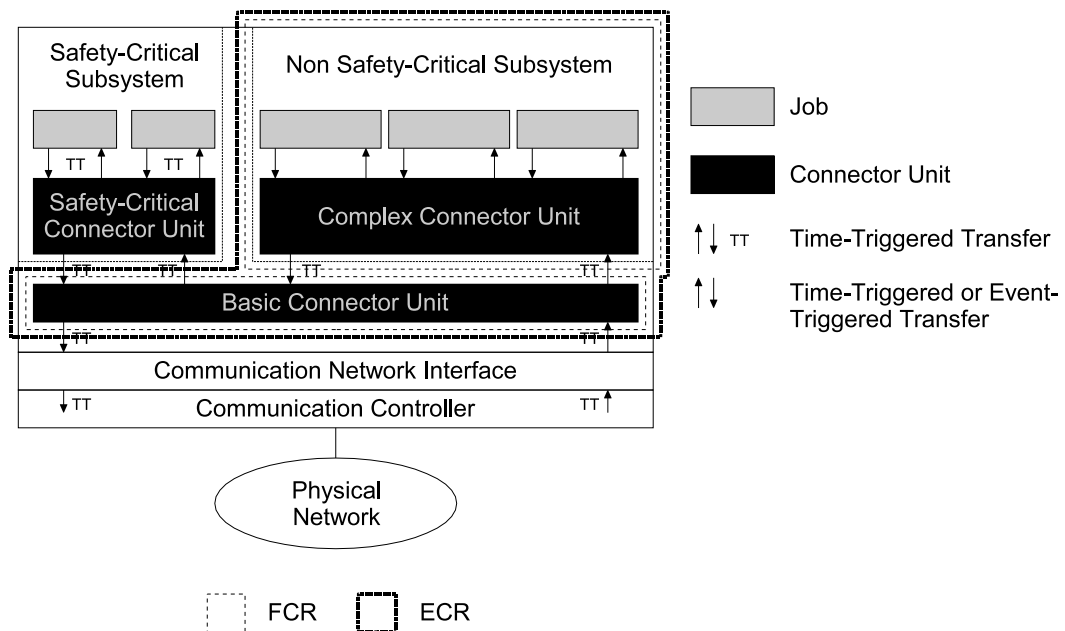 Safety-Critical
Subsystem
Non Safety-Critical Subsystem
TT
TT
Safety-Critical
Connector Unit
Complex Connector Unit
TT
TT
Basic Connector Unit
TT
TT
Communication Network Interface
TT
Communication Controller
TT
Physical
Network
Job
Connector Unit
TT
Time-Triggered Transfer
Time-Triggered or Event-
Triggered Transfer
FCR
ECR